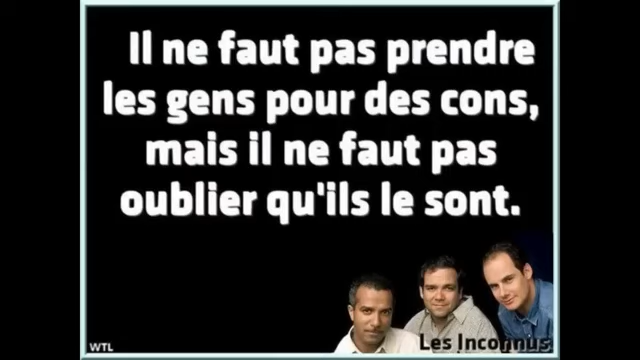 Il ne faut pas prendre
les gens pour des cons,
mais il ne faut pas
oublier qu'ils le sont.
Les Inconnus
WTL